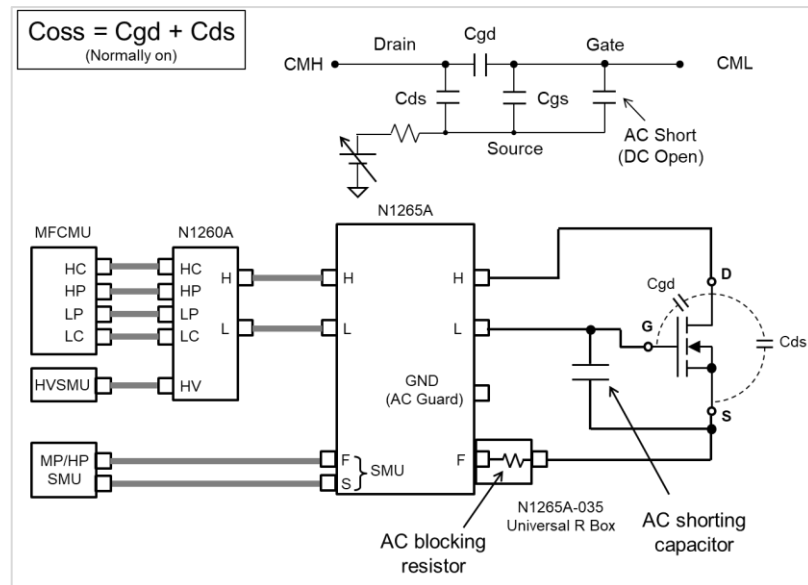 Coss = Cgd + Cds
(Normally on)
Drain
Cgd
Gate
CMH
CML
Cds
Cgs
AC Short
(DC Open)
Source
N1265A
MFCMU
N1260A
HC
HP
LP
LC
HC
HP
LP
LC
H
L
H
L
H
L
HVSMU
HV
GND
(AC Guard)
MP/HP
SMU
F
S
SMU
F
D
Cgd
G
Cds
S
N1265A-035
Universal R Box
AC blocking
resistor
AC shorting
capacitor